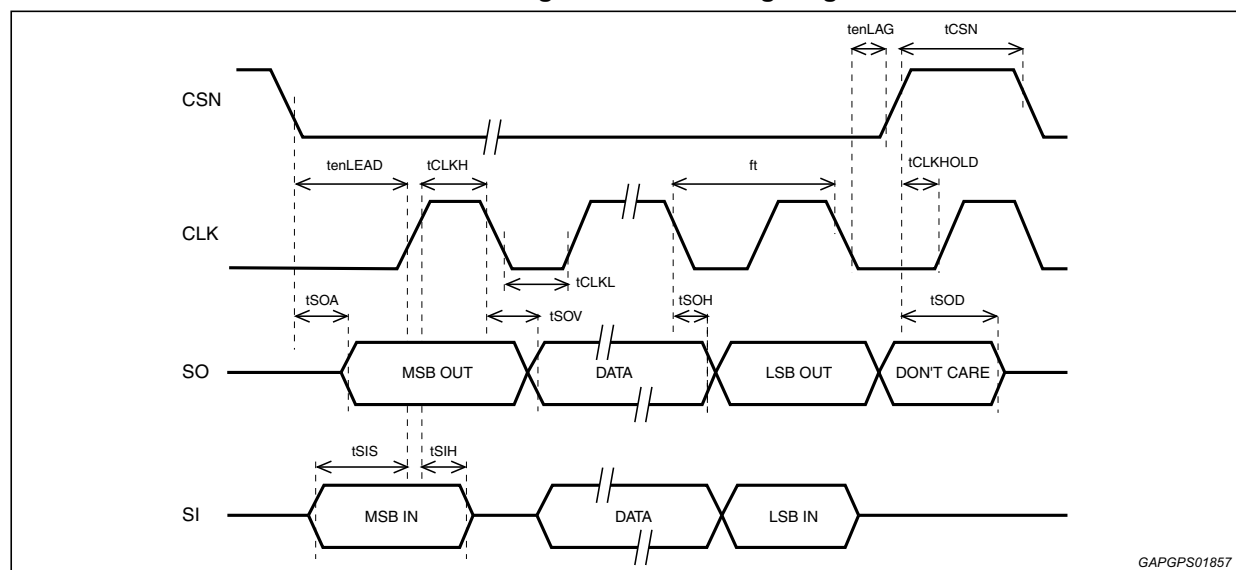 tenLAG tCSN
CSN
tenLEAD tCLKH ft tCLKHOLD
CLK
tCLKL
tSOA tSOV tSOH tSOD
SO MSB OUT DATA LSB OUT DON'T CARE
tSIS tSIH
SI MSB IN DATA LSB IN
GAPGPS01857